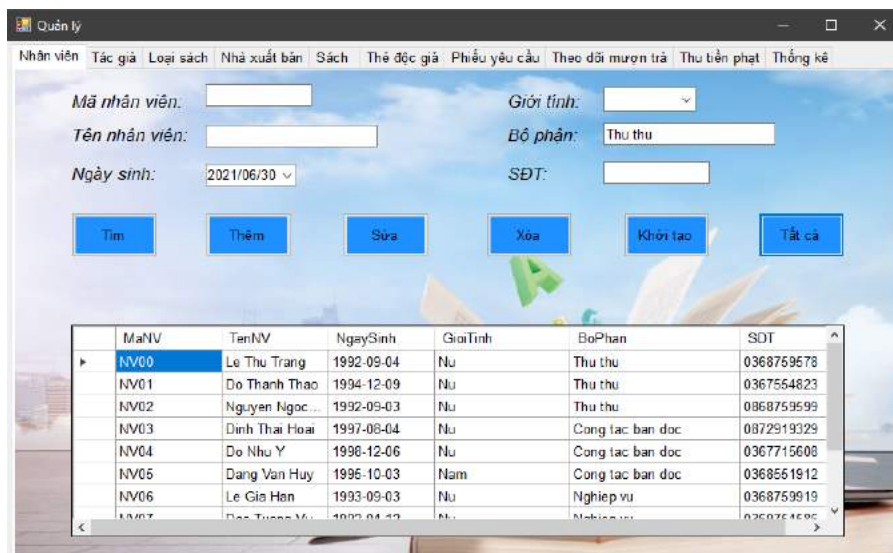 Quản lý
Nhân viên Tác giả Loại sách Nhà xuất bản Sách Thẻ độc giả Phiếu yêu cầu Theo dõi mượn trả Thu tiền phạt Thống kê
Mã nhân viên: Giới tính:
Tên nhân viên: Bộ phận: Thu thu
Ngày sinh: 2021/06/30 SĐT:
Tìm Thêm Sửa Xóa Khởi tạo Tất cả
MaNV TenNV NgaySinh GioiTinh BoPhan SDT
NV00 Le Thu Trang 1992-09-04 Nu Thu thu 0368759578
NV01 Do Thanh Thao 1994-12-09 Nu Thu thu 0367554823
NV02 Nguyen Ngoc... 1992-09-03 Nu Thu thu 0868759599
NV03 Dinh Thai Hoai 1997-08-04 Nu Cong tac ban doc 0872919329
NV04 Do Nhu Y 1998-12-06 Nu Cong tac ban doc 0367715608
NV05 Dang Van Huy 1995-10-03 Nam Cong tac ban doc 0368551912
NV06 Le Gia Han 1993-09-03 Nu Nghiep vu 0368759919